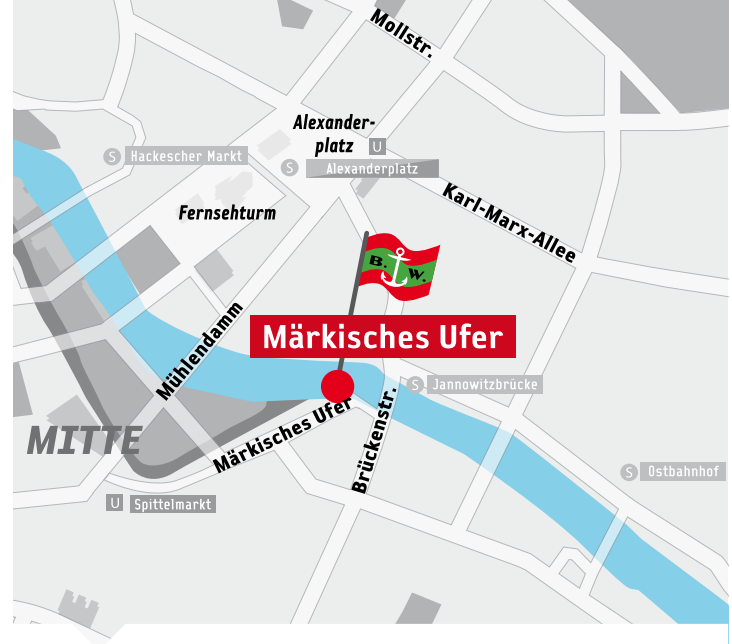 Mollstr.
Alexander-
platz U
S Hackescher Markt
S Alexanderplatz
Karl-Marx-Allee
Fernsehturm
B. W.
Märkisches Ufer
Mühlendamm
S Jannowitzbrücke
Brückenstr.
Märkisches Ufer
MITTE
S Ostbahnhof
U Spittelmarkt